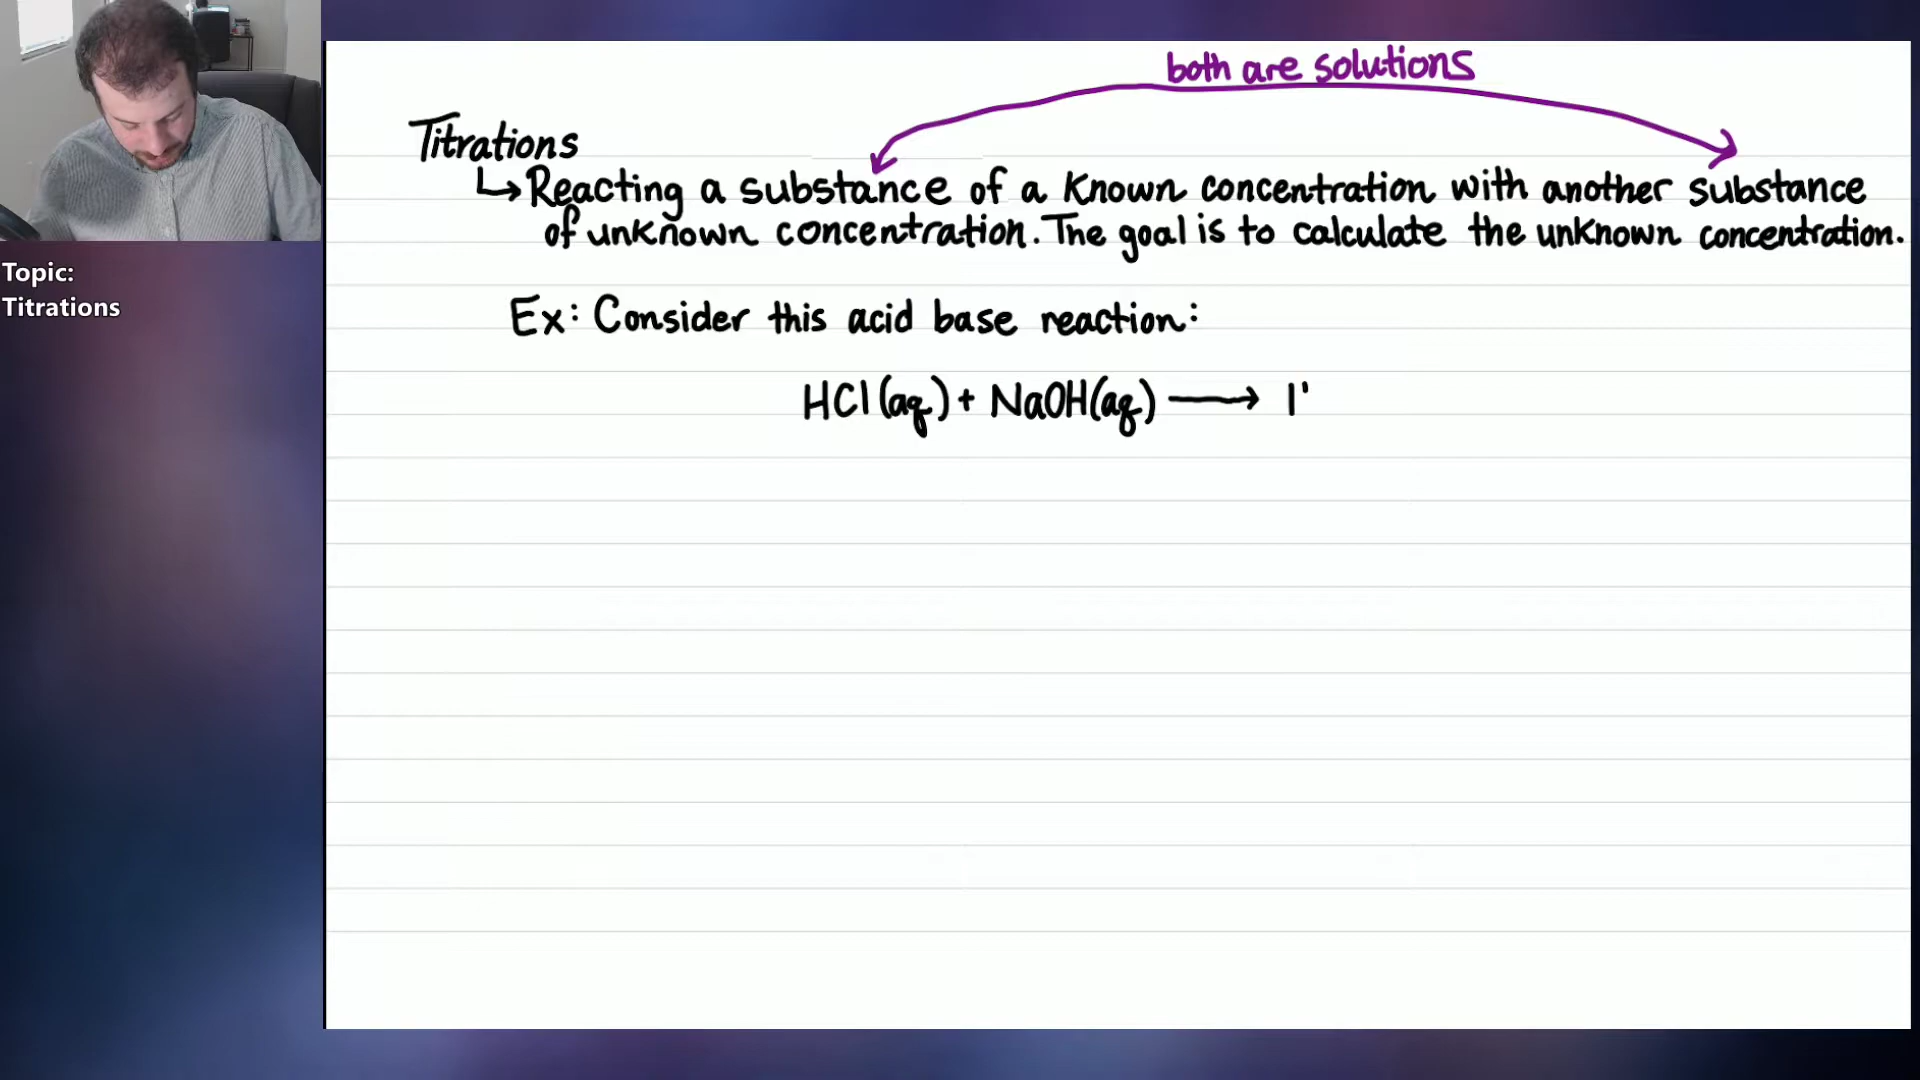 both are solutions
Titrations
↳Reacting a substance of a known concentration with another substance
of unknown concentration. The goal is to calculate the unknown concentration.
Topic:
Titrations
Ex: Consider this acid base reaction:
HCl(aq) + NaOH(aq) ⟶